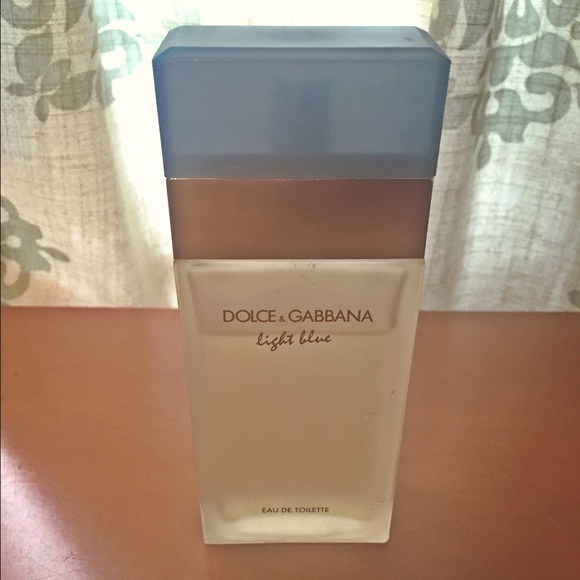 DOLCE & GABBANA
light blue
EAU DE TOILETTE